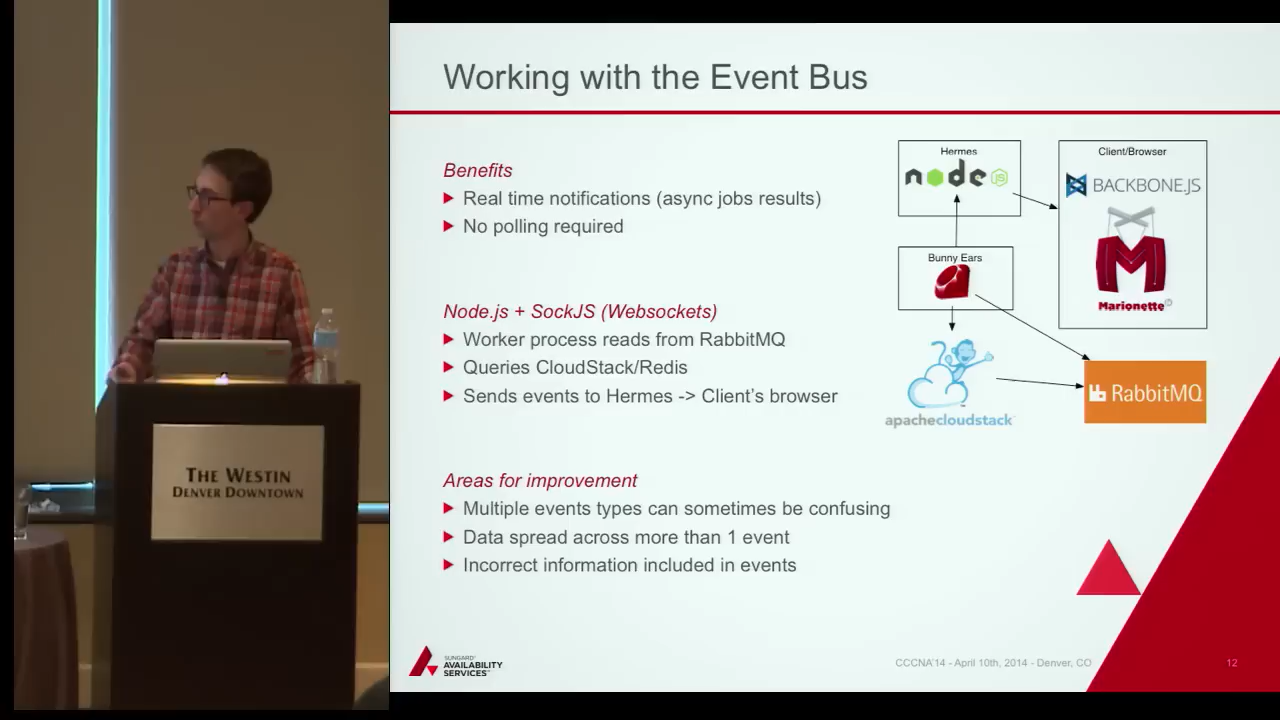 Working with the Event Bus
Benefits
Real time notifications (async jobs results)
No polling required
Node.js + SockJS (Websockets)
Worker process reads from RabbitMQ
Queries CloudStack/Redis
Sends events to Hermes -> Client's browser
Areas for improvement
Multiple events types can sometimes be confusing
Data spread across more than 1 event
Incorrect information included in events
Hermes
node JS
Client/Browser
BACKBONE.JS
Marionette
Bunny Ears
apachecloudstack
RabbitMQ
SUNGARD
AVAILABILITY
SERVICES
CCCNA'14 - April 10th, 2014 - Denver, CO
12
THE WESTIN
DENVER DOWNTOWN